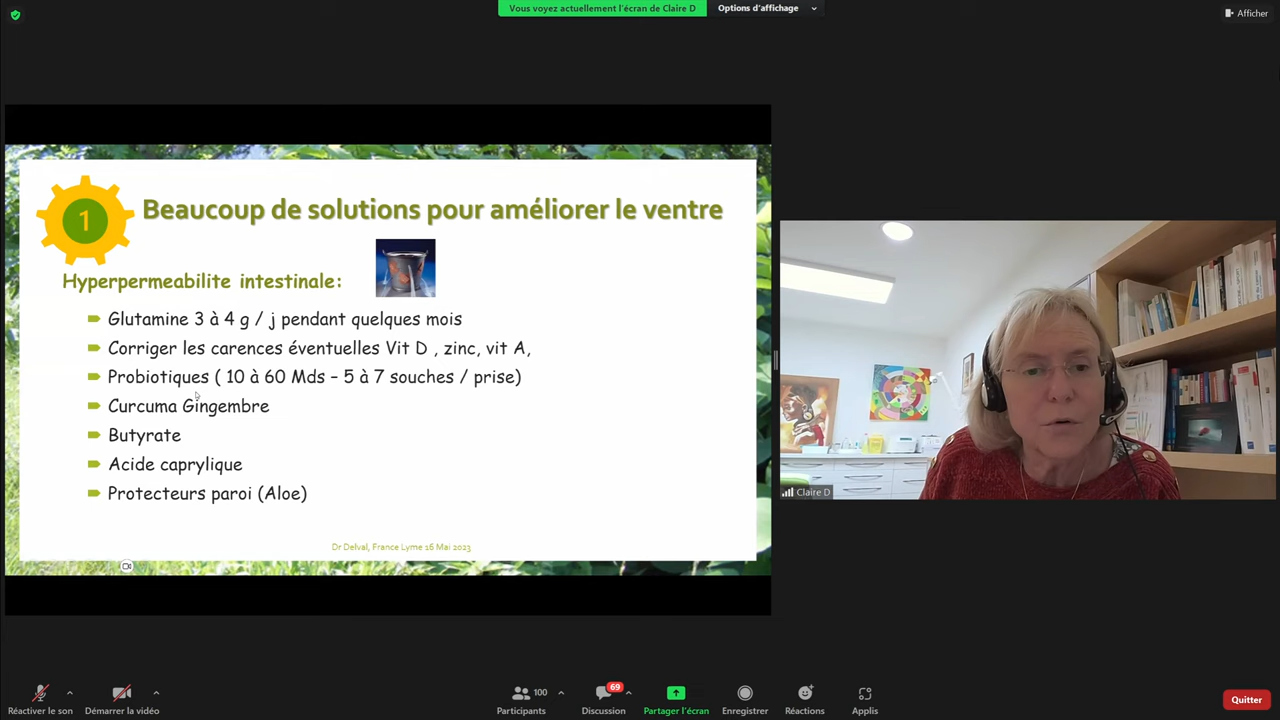 Vous voyez actuellement l'écran de Claire D
Options d'affichage
Afficher
1
Beaucoup de solutions pour améliorer le ventre
Hyperpermeabilite intestinale:
Glutamine 3 à 4 g / j pendant quelques mois
Corriger les carences éventuelles Vit D , zinc, vit A,
Probiotiques ( 10 à 60 Mds – 5 à 7 souches / prise)
Curcuma Gingembre
Butyrate
Acide caprylique
Protecteurs paroi (Aloe)
Dr Delval, France Lyme 16 Mai 2023
Claire D
Réactiver le son
Démarrer la vidéo
100
Participants
69
Discussion
Partager l'écran
Enregistrer
Réactions
Applis
Quitter